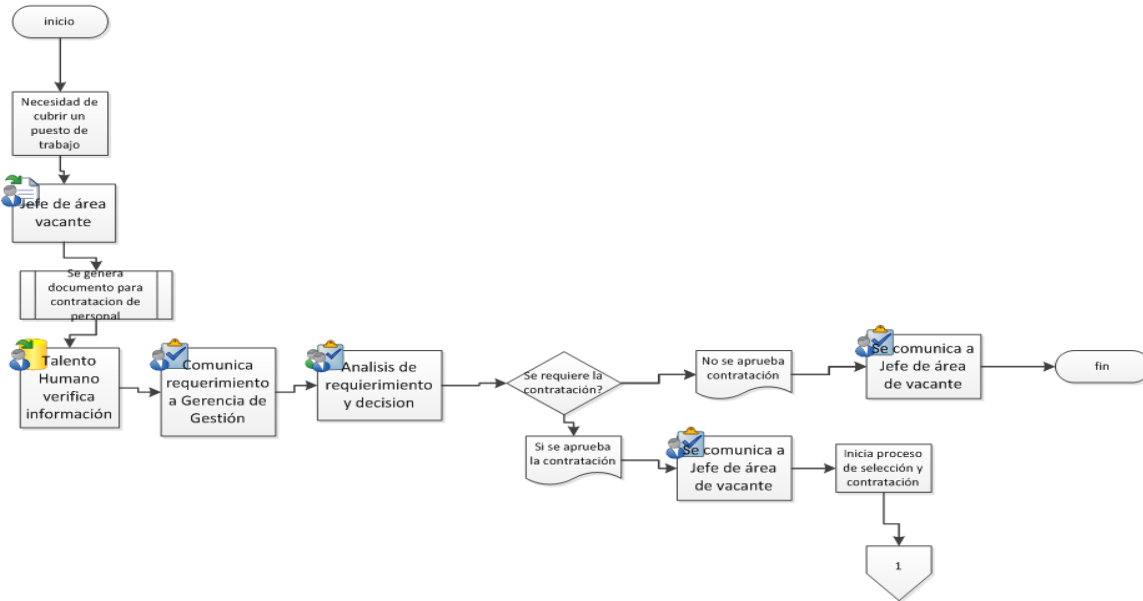 inicio
Necesidad de
cubrir un
puesto de
trabajo
Jefe de área
vacante
Se genera
documento para
contratacion de
personal
Talento
Humano
verifica
información
Comunica
requerimiento
a Gerencia de
Gestión
Analisis de
requierimiento
y decision
Se requiere la
contratación?
No se aprueba
contratación
Se comunica a
Jefe de área
de vacante
fin
Si se aprueba
la contratación
Se comunica a
Jefe de área
de vacante
Inicia proceso
de selección y
contratación
1